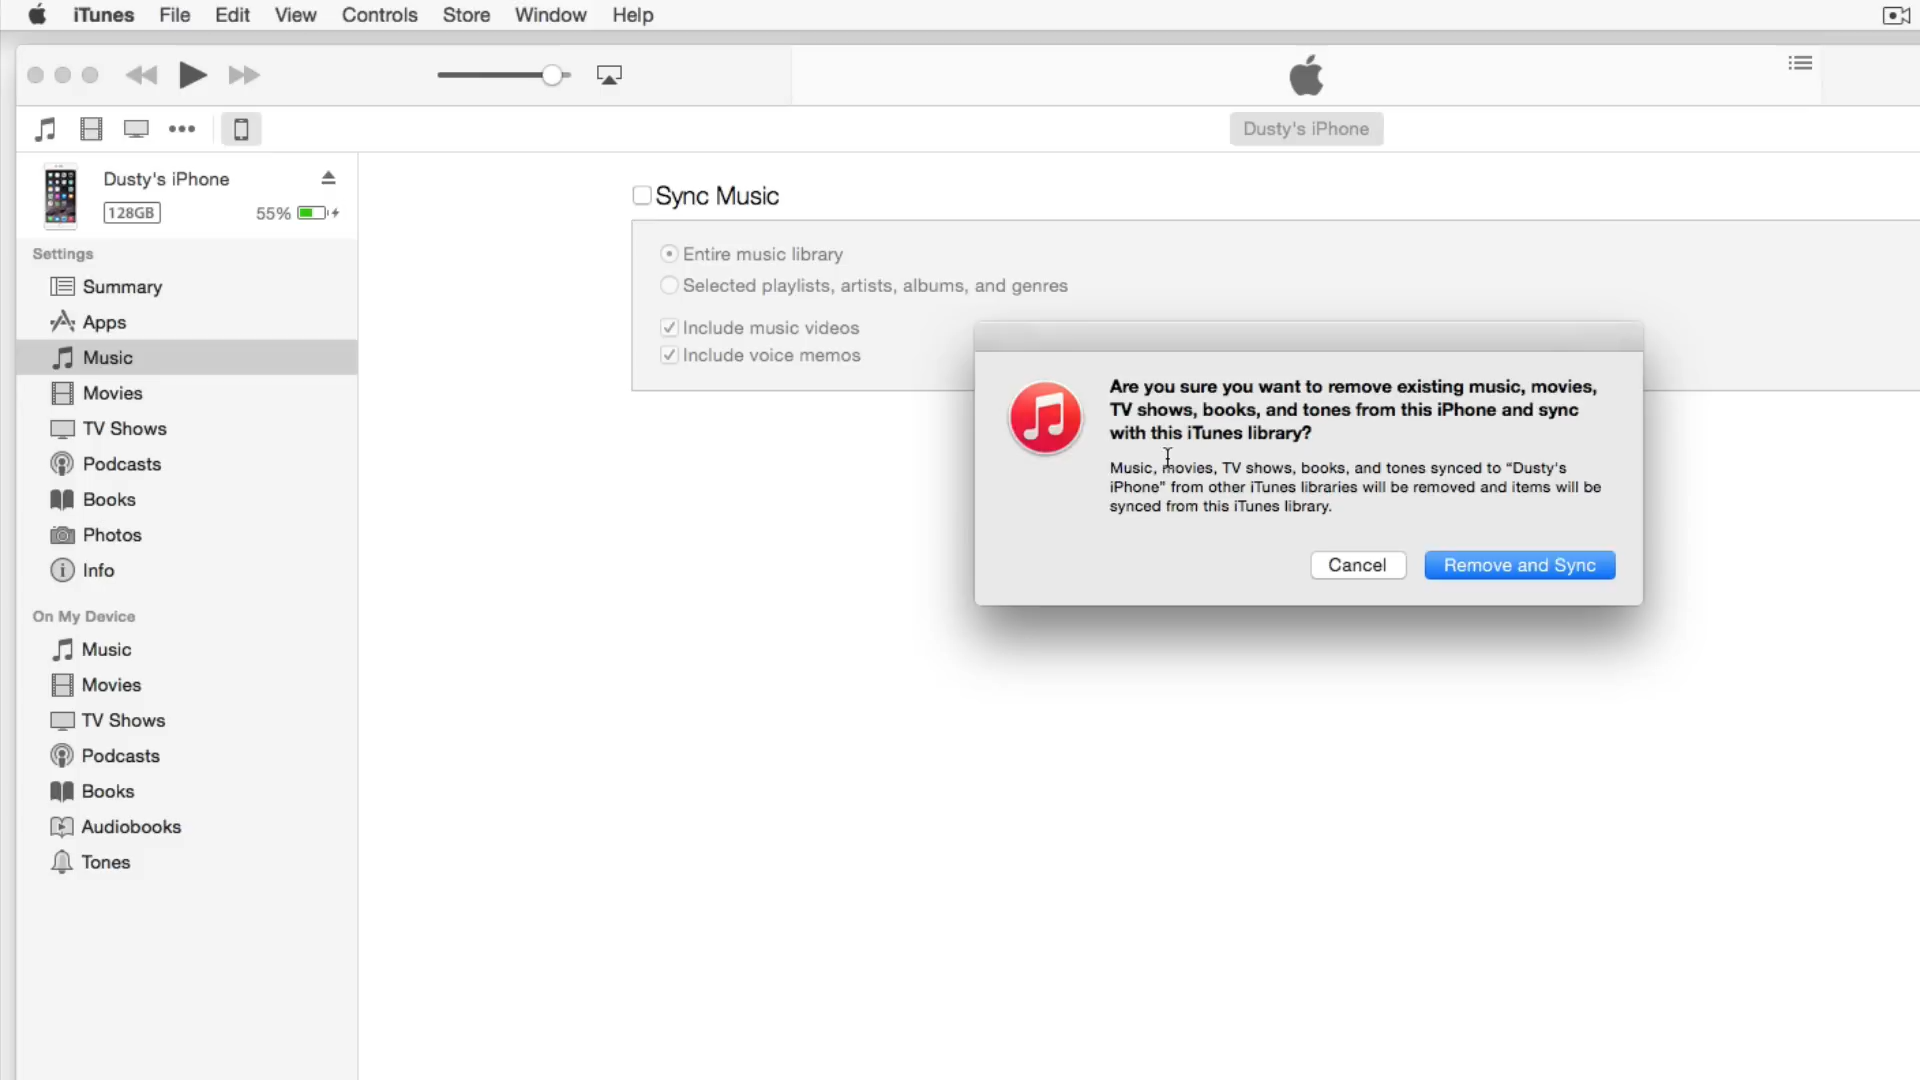 iTunes File Edit View Controls Store Window Help
Dusty's iPhone
Dusty's iPhone
128GB 55%
Settings
Summary
Apps
Music
Movies
TV Shows
Podcasts
Books
Photos
Info
On My Device
Music
Movies
TV Shows
Podcasts
Books
Audiobooks
Tones
Sync Music
Entire music library
Selected playlists, artists, albums, and genres
Include music videos
Include voice memos
Are you sure you want to remove existing music, movies,
TV shows, books, and tones from this iPhone and sync
with this iTunes library?
Music, movies, TV shows, books, and tones synced to “Dusty's
iPhone” from other iTunes libraries will be removed and items will be
synced from this iTunes library.
Cancel Remove and Sync